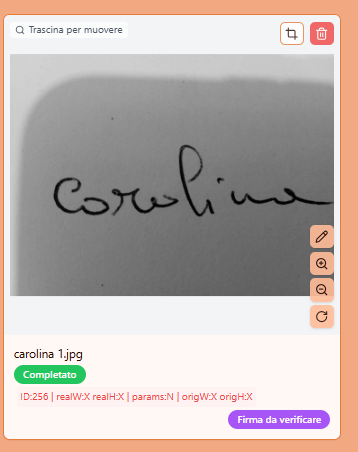 Trascina per muovere
Carolina
carolina 1.jpg
Completato
ID:256 | realW:X realH:X | params:N | origW:X origH:X
Firma da verificare